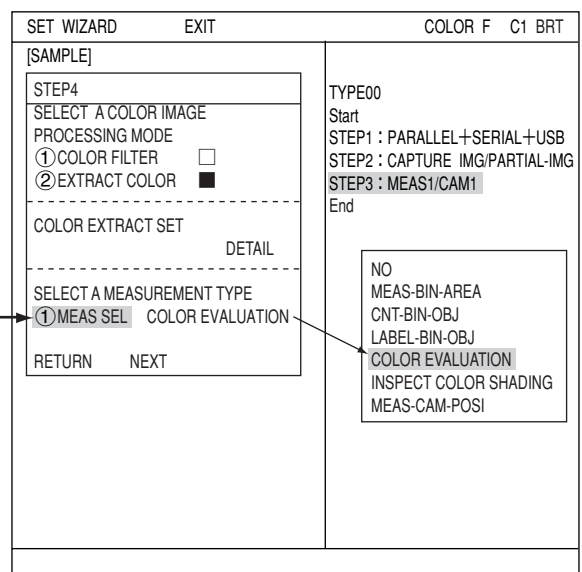 SET WIZARD EXIT COLOR F C1 BRT
[SAMPLE]
STEP4
SELECT A COLOR IMAGE
PROCESSING MODE
①COLOR FILTER □
②EXTRACT COLOR ■
COLOR EXTRACT SET
DETAIL
SELECT A MEASUREMENT TYPE
①MEAS SEL COLOR EVALUATION
RETURN NEXT
TYPE00
Start
STEP1：PARALLEL＋SERIAL＋USB
STEP2：CAPTURE IMG/PARTIAL-IMG
STEP3：MEAS1/CAM1
End
NO
MEAS-BIN-AREA
CNT-BIN-OBJ
LABEL-BIN-OBJ
COLOR EVALUATION
INSPECT COLOR SHADING
MEAS-CAM-POSI